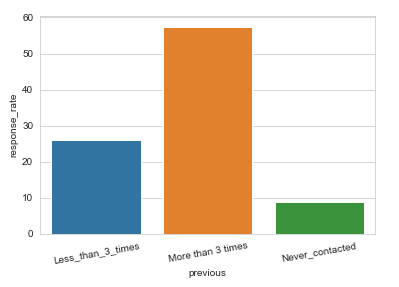 60
50
40
30
20
10
0
response_rate
Less_than_3_times
More than 3 times
Never_contacted
previous